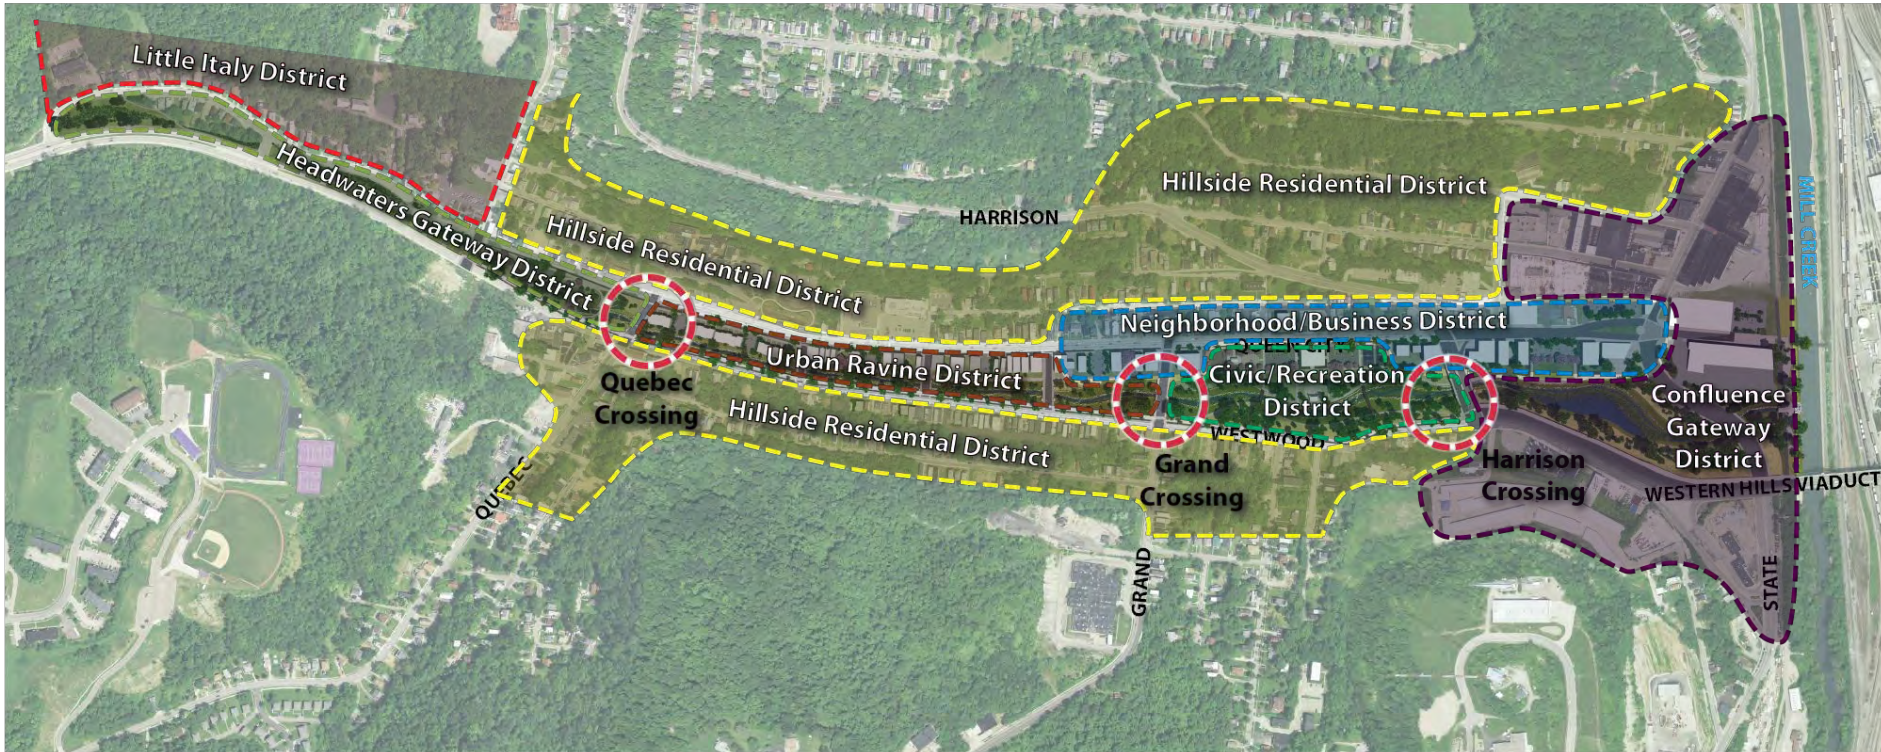 Little Italy District
Headwaters Gateway District
Hillside Residential District
HARRISON
Hillside Residential District
MILL CREEK
Neighborhood/Business District
Urban Ravine District
Civic/Recreation
District
Quebec
Crossing
Hillside Residential District
WESTWOOD
Confluence
Gateway
District
Grand
Crossing
Harrison
Crossing
WESTERN HILLS VIADUCT
QUEBEC
GRAND
STATE